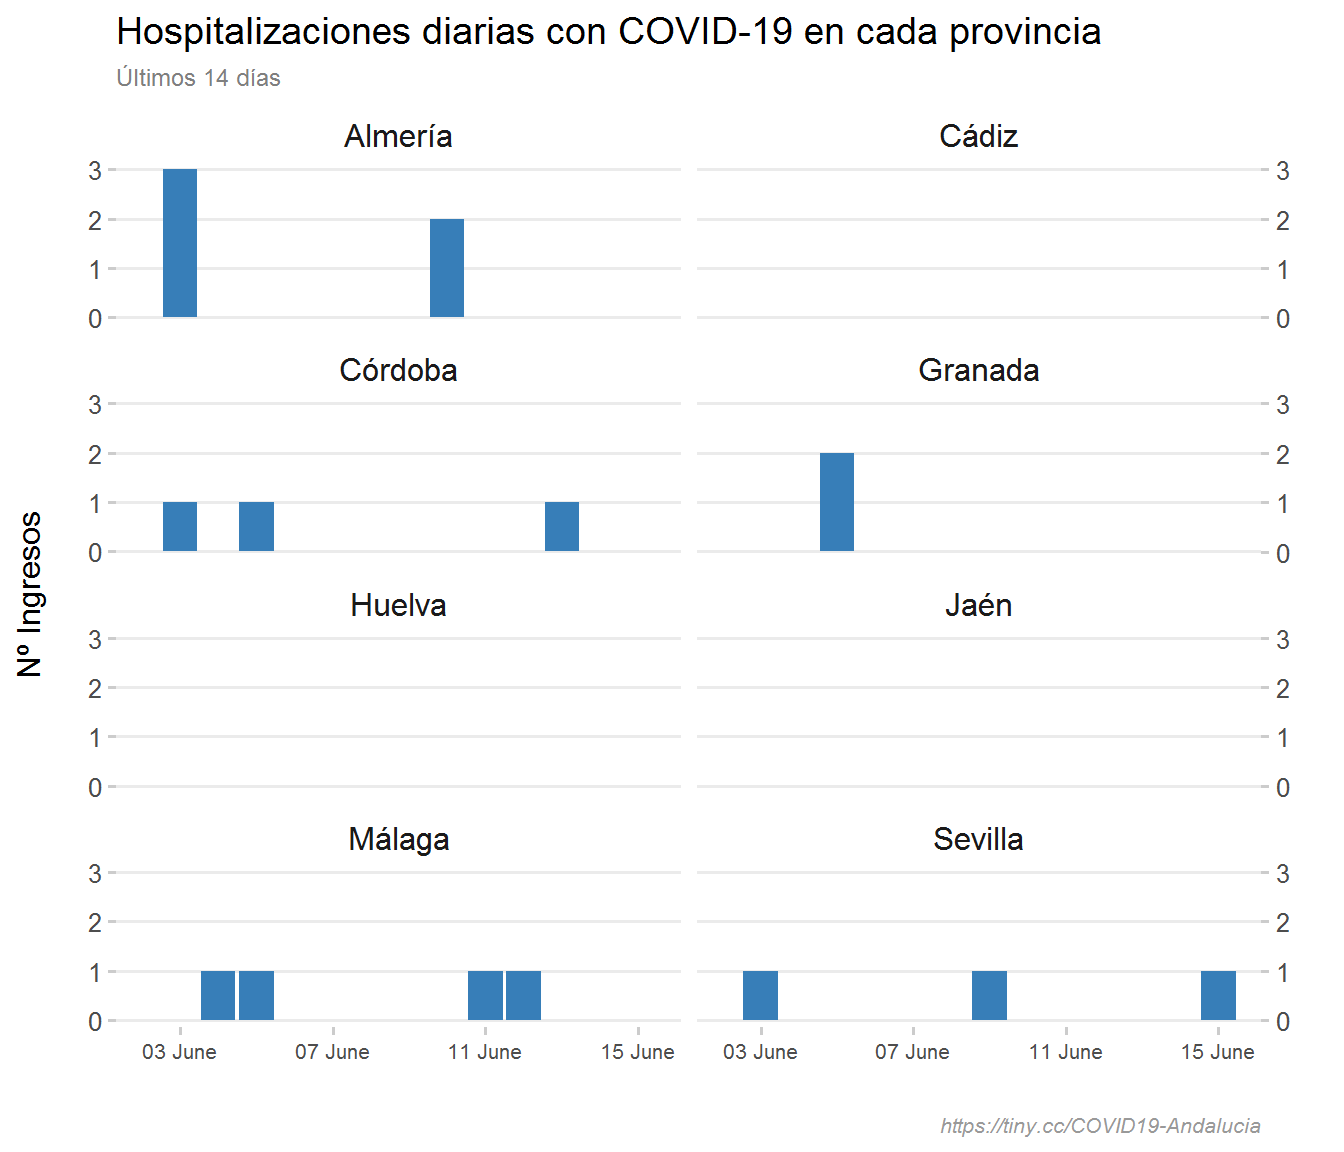 Hospitalizaciones diarias con COVID-19 en cada provincia
Últimos 14 días
Almería
Cádiz
3
2
1
0
3
2
1
0
Córdoba
Granada
3
2
1
0
3
2
1
0
Nº Ingresos
Huelva
Jaén
3
2
1
0
3
2
1
0
Málaga
Sevilla
3
2
1
0
3
2
1
0
03 June 07 June 11 June 15 June
03 June 07 June 11 June 15 June
https://tiny.cc/COVID19-Andalucia